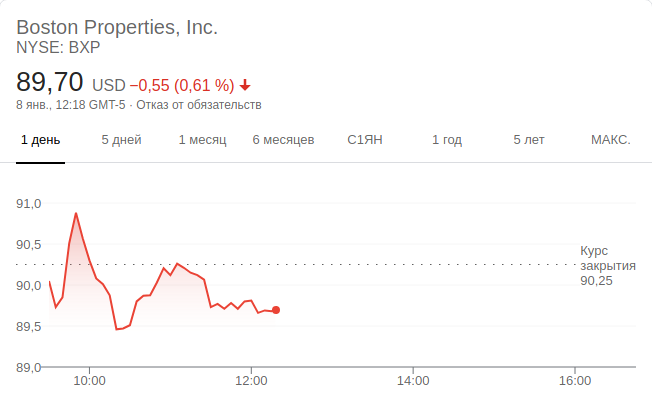 Boston Properties, Inc.
NYSE: BXP
89,70 USD −0,55 (0,61 %)
8 янв., 12:18 GMT-5 · Отказ от обязательств
1 день 5 дней 1 месяц 6 месяцев С1ЯН 1 год 5 лет МАКС.
91,0
90,5
Курс
закрытия
90,25
90,0
89,5
89,0
10:00 12:00 14:00 16:00